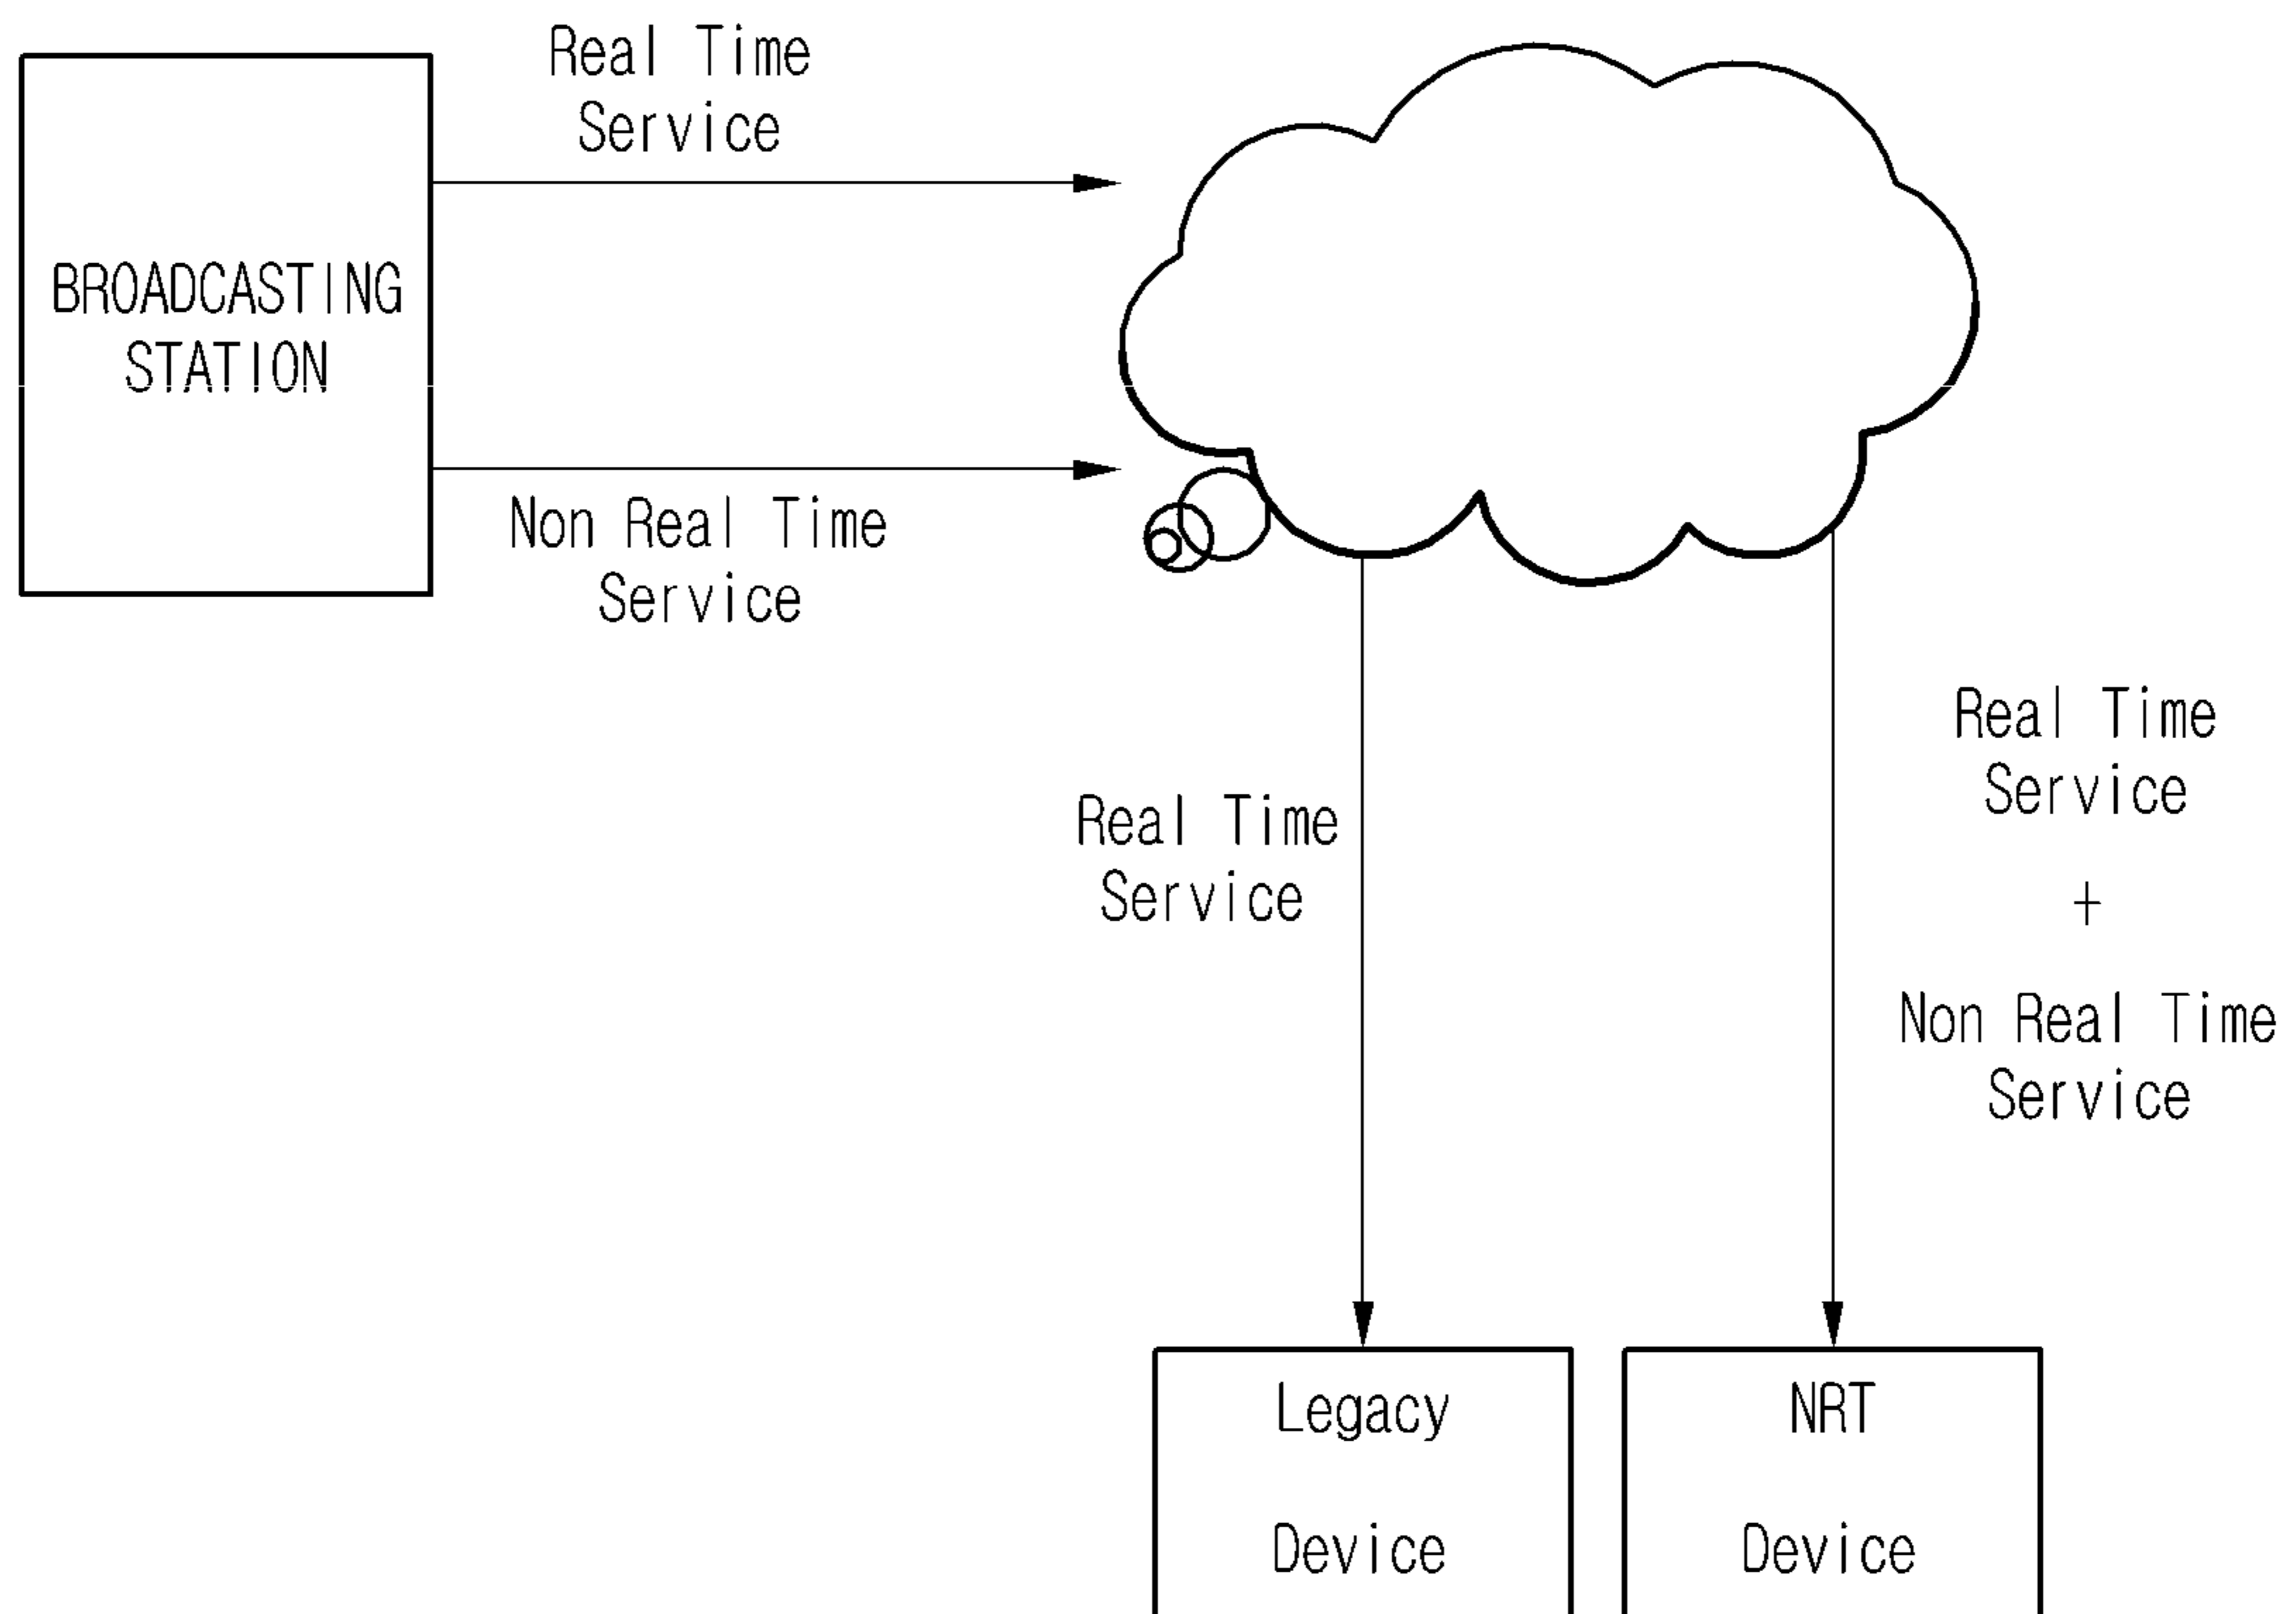 Real Time
Service
BROADCASTING
STATION
Non Real Time
Service
Real Time
Service
Real Time
Service
+
Non Real Time
Service
Legacy
Device
NRT
Device